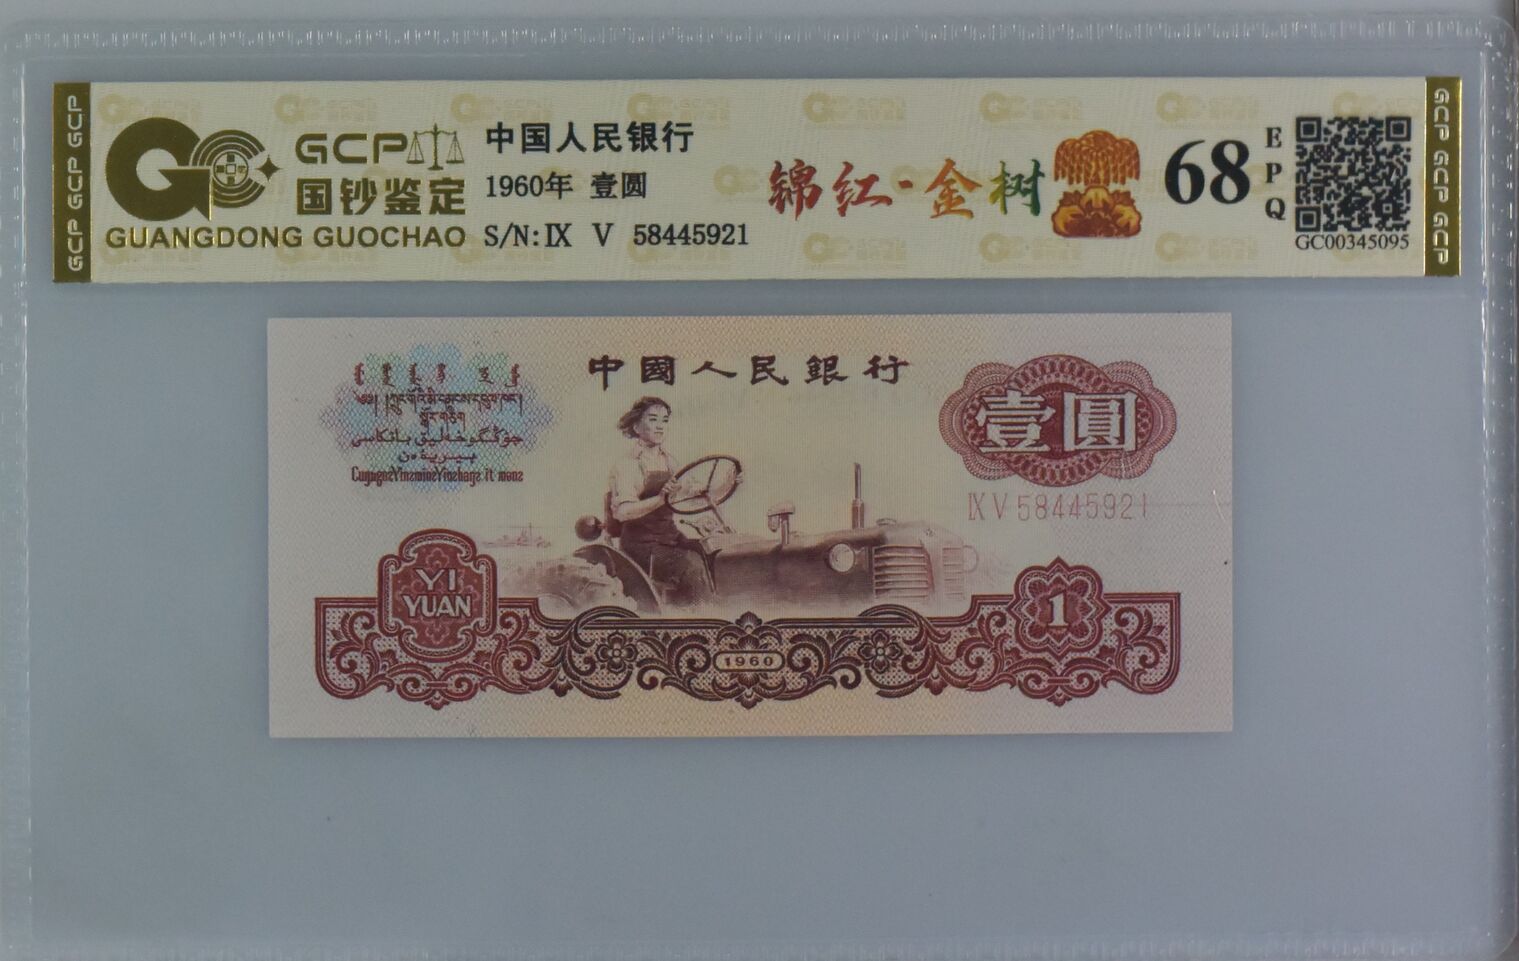 GCP GCP GCP
GCP
国钞鉴定
GUANGDONG GUOCHAO
中国人民银行
1960年 壹圆
S/N:Ⅸ Ⅴ 58445921
锦红·金树
68
EPQ
GC00345095
GCP GCP GCP
中國人民銀行
壹圓
ⅨⅤ58445921
YI
YUAN
1960
1